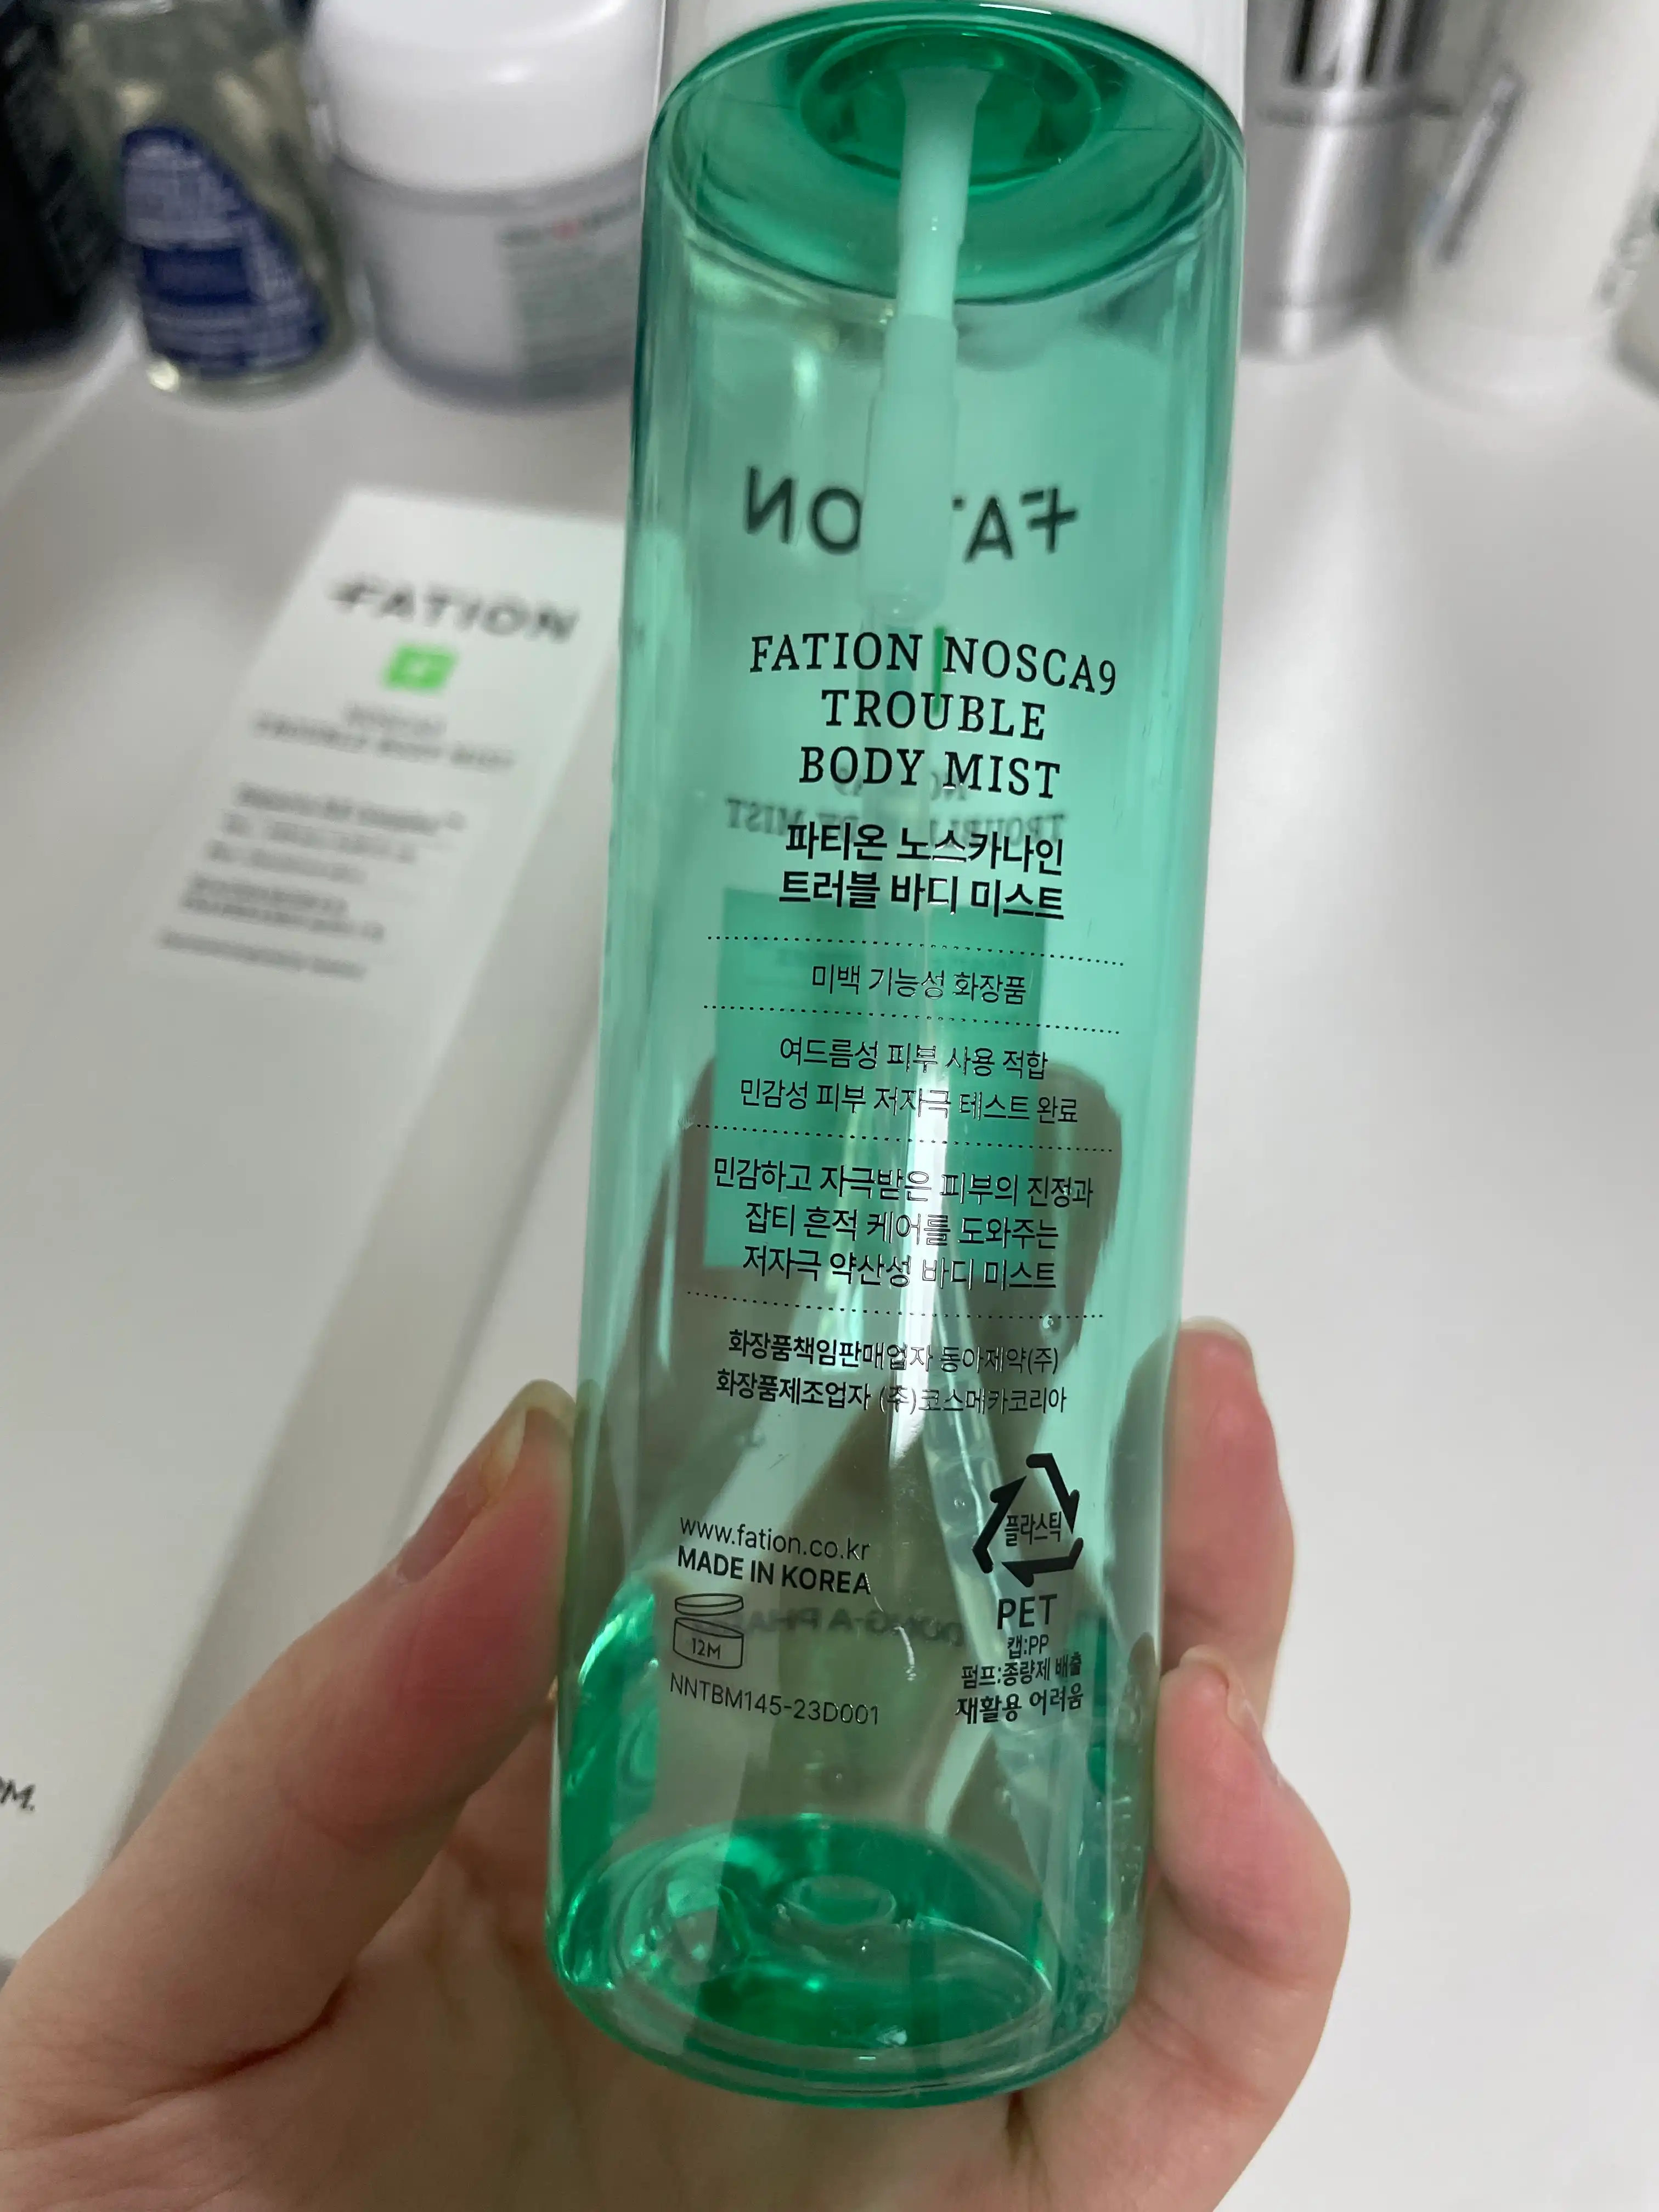 FATION
FATION
FATION NOSCA9
TROUBLE
BODY MIST
파티온 노스카나인
트러블 바디 미스트
미백 기능성 화장품
여드름성 피부 사용 적합
민감성 피부 저자극 테스트 완료
민감하고 자극받은 피부의 진정과
잡티 흔적 케어를 도와주는
저자극 약산성 바디 미스트
화장품책임판매업자 동아제약(주)
화장품제조업자 (주)코스메카코리아
www.fation.co.kr
MADE IN KOREA
12M
NNTBM145-23D001
플라스틱
PET
캡:PP
펌프:종량제 배출
재활용 어려움